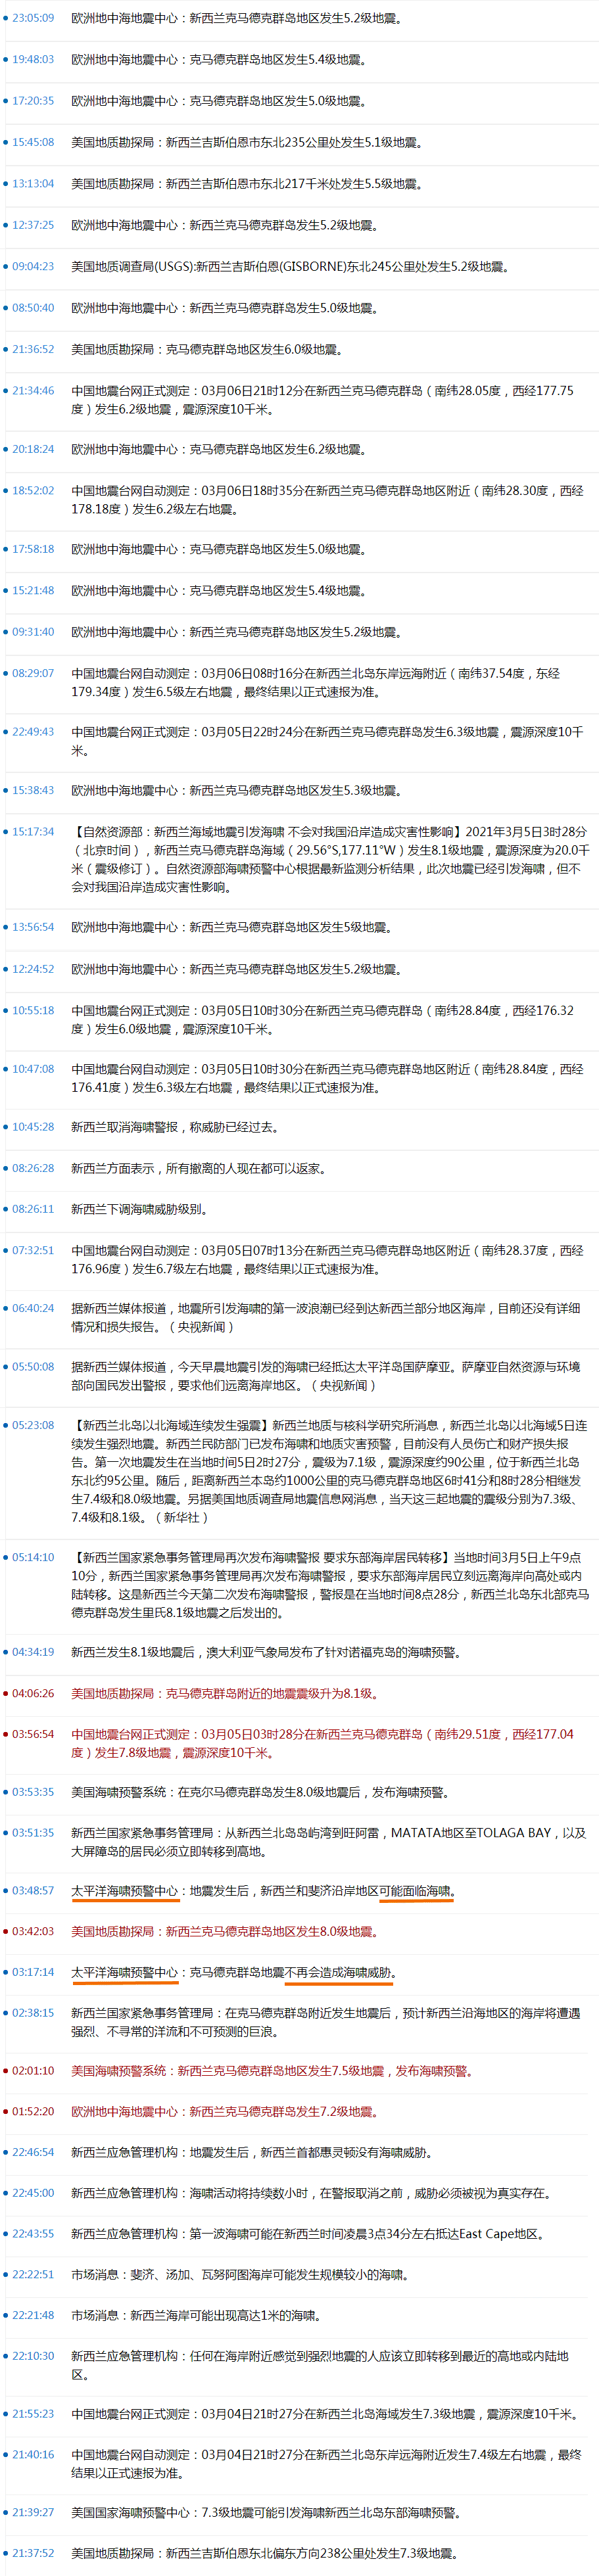 23:05:09 欧洲地中海地震中心：新西兰克马德克群岛地区发生5.2级地震。
19:48:03 欧洲地中海地震中心：克马德克群岛地区发生5.4级地震。
17:20:35 欧洲地中海地震中心：克马德克群岛地区发生5.0级地震。
15:45:08 美国地质勘探局：新西兰吉斯伯恩市东北235公里处发生5.1级地震。
13:13:04 美国地质勘探局：新西兰吉斯伯恩市东北217千米处发生5.5级地震。
12:37:25 欧洲地中海地震中心：新西兰克马德克群岛发生5.2级地震。
09:04:23 美国地质调查局(USGS):新西兰吉斯伯恩(GISBORNE)东北245公里处发生5.2级地震。
08:50:40 欧洲地中海地震中心：新西兰克马德克群岛发生5.0级地震。
21:36:52 美国地质勘探局：克马德克群岛地区发生6.0级地震。
21:34:46 中国地震台网正式测定：03月06日21时12分在新西兰克马德克群岛（南纬28.05度，西经177.75
度）发生6.2级地震，震源深度10千米。
20:18:24 欧洲地中海地震中心：克马德克群岛地区发生6.2级地震。
18:52:02 中国地震台网自动测定：03月06日18时35分在新西兰克马德克群岛地区附近（南纬28.30度，西经
178.18度）发生6.2级左右地震。
17:58:18 欧洲地中海地震中心：克马德克群岛地区发生5.0级地震。
15:21:48 欧洲地中海地震中心：克马德克群岛地区发生5.4级地震。
09:31:40 欧洲地中海地震中心：新西兰克马德克群岛地区发生5.2级地震。
08:29:07 中国地震台网自动测定：03月06日08时16分在新西兰北岛东岸远海附近（南纬37.54度，东经
179.34度）发生6.5级左右地震，最终结果以正式速报为准。
22:49:43 中国地震台网正式测定：03月05日22时24分在新西兰克马德克群岛发生6.3级地震，震源深度10千
米。
15:38:43 欧洲地中海地震中心：新西兰克马德克群岛地区发生5.3级地震。
15:17:34 【自然资源部：新西兰海域地震引发海啸 不会对我国沿岸造成灾害性影响】2021年3月5日3时28分
（北京时间），新西兰克马德克群岛海域（29.56°S,177.11°W）发生8.1级地震，震源深度为20.0千
米（震级修订）。自然资源部海啸预警中心根据最新监测分析结果，此次地震已经引发海啸，但不
会对我国沿岸造成灾害性影响。
13:56:54 欧洲地中海地震中心：新西兰克马德克群岛地区发生5级地震。
12:24:52 欧洲地中海地震中心：新西兰克马德克群岛地区发生5.2级地震。
10:55:18 中国地震台网正式测定：03月05日10时30分在新西兰克马德克群岛（南纬28.84度，西经176.32
度）发生6.0级地震，震源深度10千米。
10:47:08 中国地震台网自动测定：03月05日10时30分在新西兰克马德克群岛地区附近（南纬28.84度，西经
176.41度）发生6.3级左右地震，最终结果以正式速报为准。
10:45:28 新西兰取消海啸警报，称威胁已经过去。
08:26:28 新西兰方面表示，所有撤离的人现在都可以返家。
08:26:11 新西兰下调海啸威胁级别。
07:32:51 中国地震台网自动测定：03月05日07时13分在新西兰克马德克群岛地区附近（南纬28.37度，西经
176.96度）发生6.7级左右地震，最终结果以正式速报为准。
06:40:24 据新西兰媒体报道，地震所引发海啸的第一波浪潮已经到达新西兰部分地区海岸，目前还没有详细
情况和损失报告。（央视新闻）
05:50:08 据新西兰媒体报道，今天早晨地震引发的海啸已经抵达太平洋岛国萨摩亚。萨摩亚自然资源与环境
部向国民发出警报，要求他们远离海岸地区。（央视新闻）
05:23:08 【新西兰北岛以北海域连续发生强震】新西兰地质与核科学研究所消息，新西兰北岛以北海域5日连
续发生强烈地震。新西兰民防部门已发布海啸和地质灾害预警，目前没有人员伤亡和财产损失报
告。第一次地震发生在当地时间5日2时27分，震级为7.1级，震源深度约90公里，位于新西兰北岛
东北约95公里。随后，距离新西兰本岛约1000公里的克马德克群岛地区6时41分和8时28分相继发
生7.4级和8.0级地震。另据美国地质调查局地震信息网消息，当天这三起地震的震级分别为7.3级、
7.4级和8.1级。（新华社）
05:14:10 【新西兰国家紧急事务管理局再次发布海啸警报 要求东部海岸居民转移】当地时间3月5日上午9点
10分，新西兰国家紧急事务管理局再次发布海啸警报，要求东部海岸居民立刻远离海岸向高处或内
陆转移。这是新西兰今天第二次发布海啸警报，警报是在当地时间8点28分，新西兰北岛东北部克马
德克群岛发生里氏8.1级地震之后发出的。
04:34:19 新西兰发生8.1级地震后，澳大利亚气象局发布了针对诺福克岛的海啸预警。
04:06:26 美国地质勘探局：克马德克群岛附近的地震震级升为8.1级。
03:56:54 中国地震台网正式测定：03月05日03时28分在新西兰克马德克群岛（南纬29.51度，西经177.04
度）发生7.8级地震，震源深度10千米。
03:53:35 美国海啸预警系统：在克尔马德克群岛发生8.0级地震后，发布海啸预警。
03:51:35 新西兰国家紧急事务管理局：从新西兰北岛岛屿湾到旺阿雷，MATATA地区至TOLAGA BAY，以及
大屏障岛的居民必须立即转移到高地。
03:48:57 太平洋海啸预警中心：地震发生后，新西兰和斐济沿岸地区可能面临海啸。
03:42:03 美国地质勘探局：新西兰克马德克群岛地区发生8.0级地震。
03:17:14 太平洋海啸预警中心：克马德克群岛地震不再会造成海啸威胁。
02:38:15 新西兰国家紧急事务管理局：在克马德克群岛附近发生地震后，预计新西兰沿海地区的海岸将遭遇
强烈、不寻常的洋流和不可预测的巨浪。
02:01:10 美国海啸预警系统：新西兰克马德克群岛地区发生7.5级地震，发布海啸预警。
01:52:20 欧洲地中海地震中心：新西兰克马德克群岛发生7.2级地震。
22:46:54 新西兰应急管理机构：地震发生后，新西兰首都惠灵顿没有海啸威胁。
22:45:00 新西兰应急管理机构：海啸活动将持续数小时，在警报取消之前，威胁必须被视为真实存在。
22:43:55 新西兰应急管理机构：第一波海啸可能在新西兰时间凌晨3点34分左右抵达East Cape地区。
22:22:51 市场消息：斐济、汤加、瓦努阿图海岸可能发生规模较小的海啸。
22:21:48 市场消息：新西兰海岸可能出现高达1米的海啸。
22:10:30 新西兰应急管理机构：任何在海岸附近感觉到强烈地震的人应该立即转移到最近的高地或内陆地
区。
21:55:23 中国地震台网正式测定：03月04日21时27分在新西兰北岛海域发生7.3级地震，震源深度10千米。
21:40:16 中国地震台网自动测定：03月04日21时27分在新西兰北岛东岸远海附近发生7.4级左右地震，最终
结果以正式速报为准。
21:39:27 美国国家海啸预警中心：7.3级地震可能引发海啸新西兰北岛东部海啸预警。
21:37:52 美国地质勘探局：新西兰吉斯伯恩东北偏东方向238公里处发生7.3级地震。